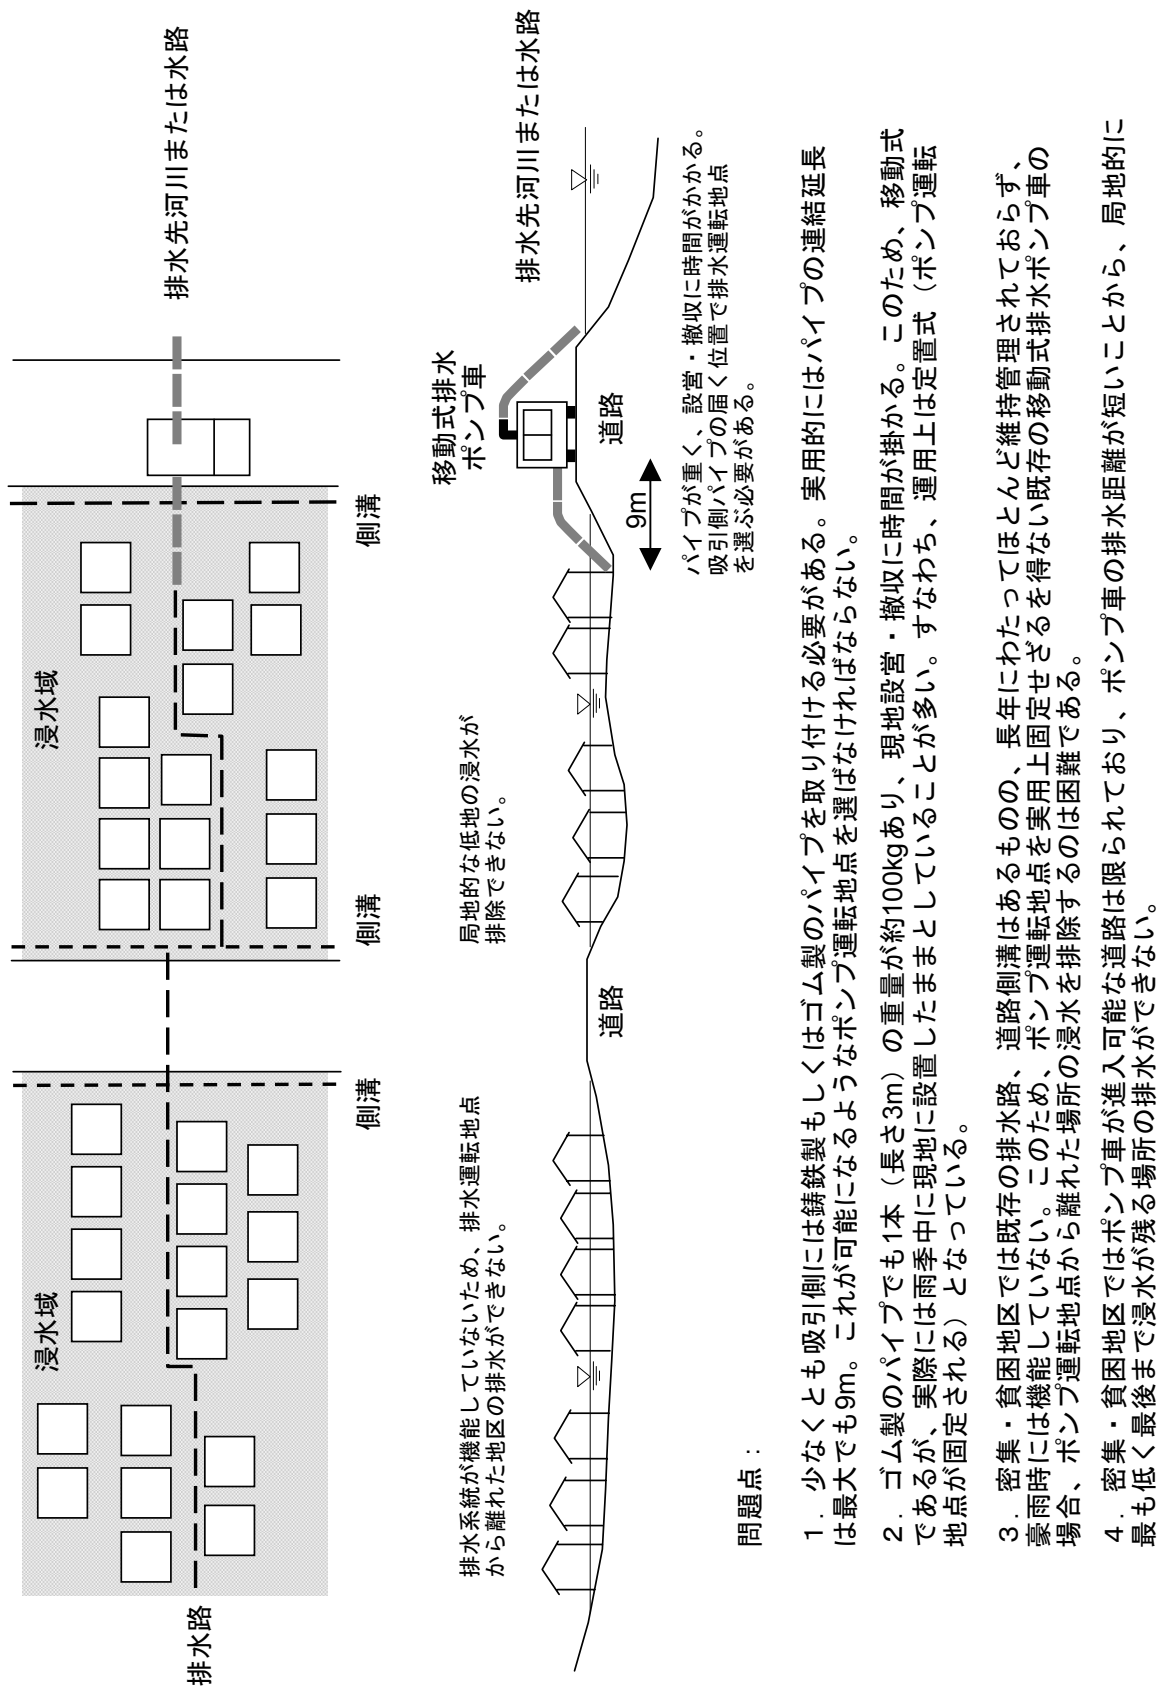 排水先河川または水路
浸水域
浸水域
排水路
側溝
側溝
側溝
移動式排水
ポンプ車
排水先河川または水路
排水系統が機能していないため、排水運転地点
から離れた地区の排水ができない。
局地的な低地の浸水が
排除できない。
道路
道路
9m
パイプが重く、設営・撤収に時間がかかる。
吸引側パイプの届く位置で排水運転地点
を選ぶ必要がある。
問題点：
１．少なくとも吸引側には鋳鉄製もしくはゴム製のパイプを取り付ける必要がある。実用的にはパイプの連結延長
は最大でも9m。これが可能になるようなポンプ運転地点を選ばなければならない。
２．ゴム製のパイプでも1本（長さ3m）の重量が約100kgあり、現地設営・撤収に時間が掛かる。このため、移動式
であるが、実際には雨季中に現地に設置したままとしていることが多い。すなわち、運用上は定置式（ポンプ運転
地点が固定される）となっている。
３．密集・貧困地区では既存の排水路、道路側溝はあるものの、長年にわたってほとんど維持管理されておらず、
豪雨時には機能していない。このため、ポンプ運転地点を実用上固定せざるを得ない既存の移動式排水ポンプ車の
場合、ポンプ運転地点から離れた場所の浸水を排除するのは困難である。
４．密集・貧困地区ではポンプ車が進入可能な道路は限られており、ポンプ車の排水距離が短いことから、局地的に
最も低く最後まで浸水が残る場所の排水ができない。